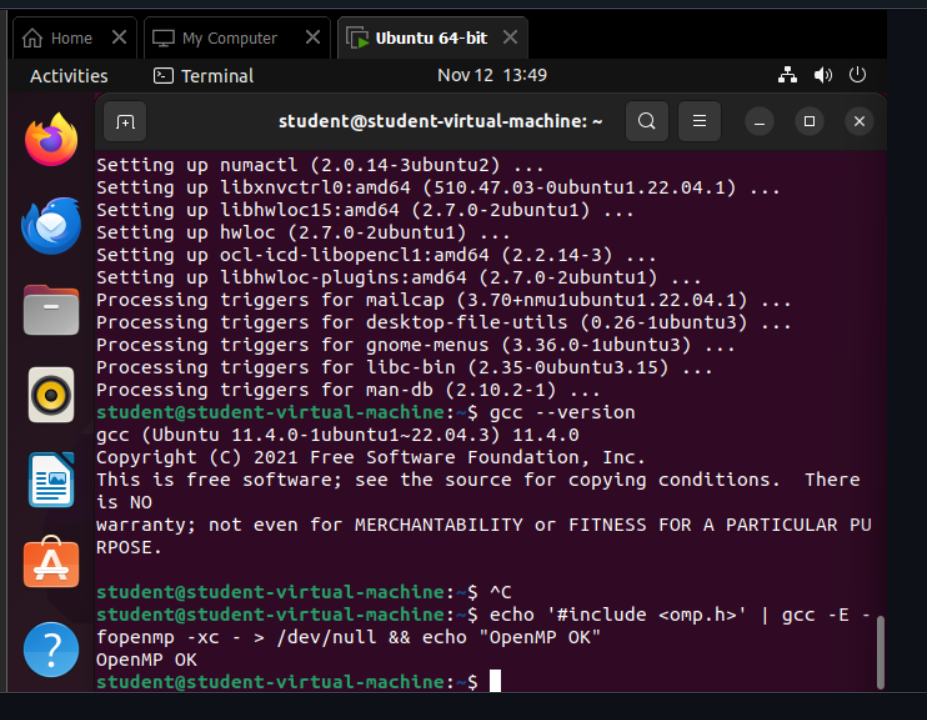 Home
My Computer
Ubuntu 64-bit
Activities
Terminal
Nov 12 13:49
student@student-virtual-machine: ~
Setting up numactl (2.0.14-3ubuntu2) ...
Setting up libxnvctrl0:amd64 (510.47.03-0ubuntu1.22.04.1) ...
Setting up libhwloc15:amd64 (2.7.0-2ubuntu1) ...
Setting up hwloc (2.7.0-2ubuntu1) ...
Setting up ocl-icd-libopencl1:amd64 (2.2.14-3) ...
Setting up libhwloc-plugins:amd64 (2.7.0-2ubuntu1) ...
Processing triggers for mailcap (3.70+nmu1ubuntu1.22.04.1) ...
Processing triggers for desktop-file-utils (0.26-1ubuntu3) ...
Processing triggers for gnome-menus (3.36.0-1ubuntu3) ...
Processing triggers for libc-bin (2.35-0ubuntu3.15) ...
Processing triggers for man-db (2.10.2-1) ...
student@student-virtual-machine:~$ gcc --version
gcc (Ubuntu 11.4.0-1ubuntu1~22.04.3) 11.4.0
Copyright (C) 2021 Free Software Foundation, Inc.
This is free software; see the source for copying conditions.  There
is NO
warranty; not even for MERCHANTABILITY or FITNESS FOR A PARTICULAR PU
RPOSE.
student@student-virtual-machine:~$ ^C
student@student-virtual-machine:~$ echo '#include <omp.h>' | gcc -E -
fopenmp -xc - > /dev/null && echo "OpenMP OK"
OpenMP OK
student@student-virtual-machine:~$